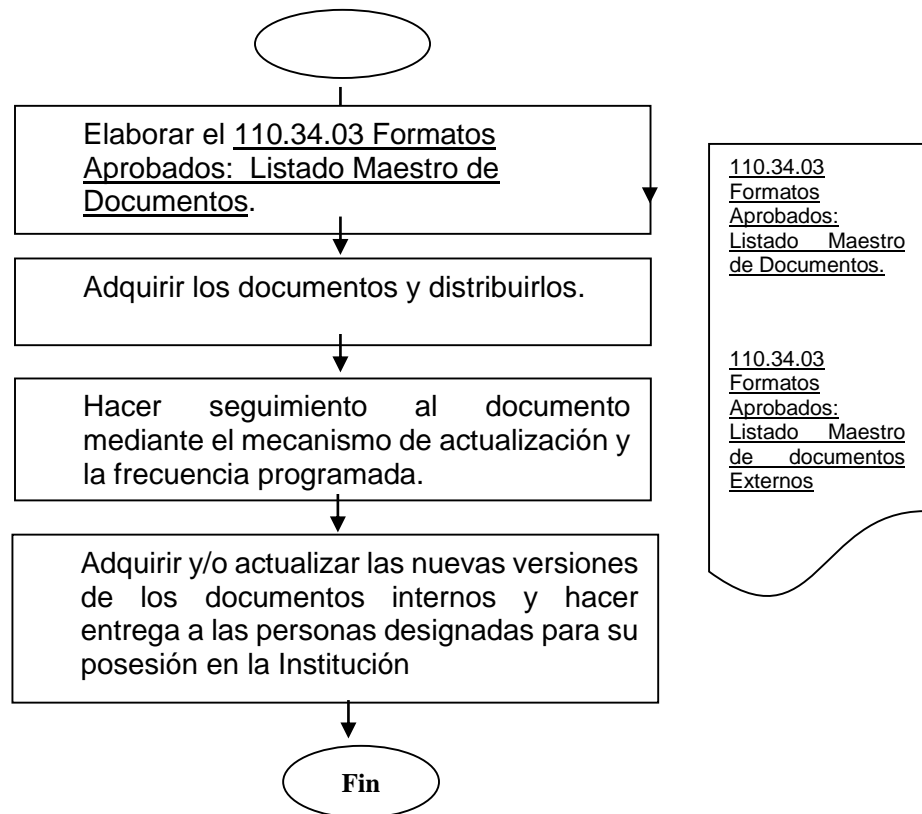 Elaborar el 110.34.03 Formatos
Aprobados: Listado Maestro de
Documentos.
Adquirir los documentos y distribuirlos.
Hacer seguimiento al documento
mediante el mecanismo de actualización y
la frecuencia programada.
Adquirir y/o actualizar las nuevas versiones
de los documentos internos y hacer
entrega a las personas designadas para su
posesión en la Institución
Fin
110.34.03
Formatos
Aprobados:
Listado Maestro
de Documentos.
110.34.03
Formatos
Aprobados:
Listado Maestro
de documentos
Externos